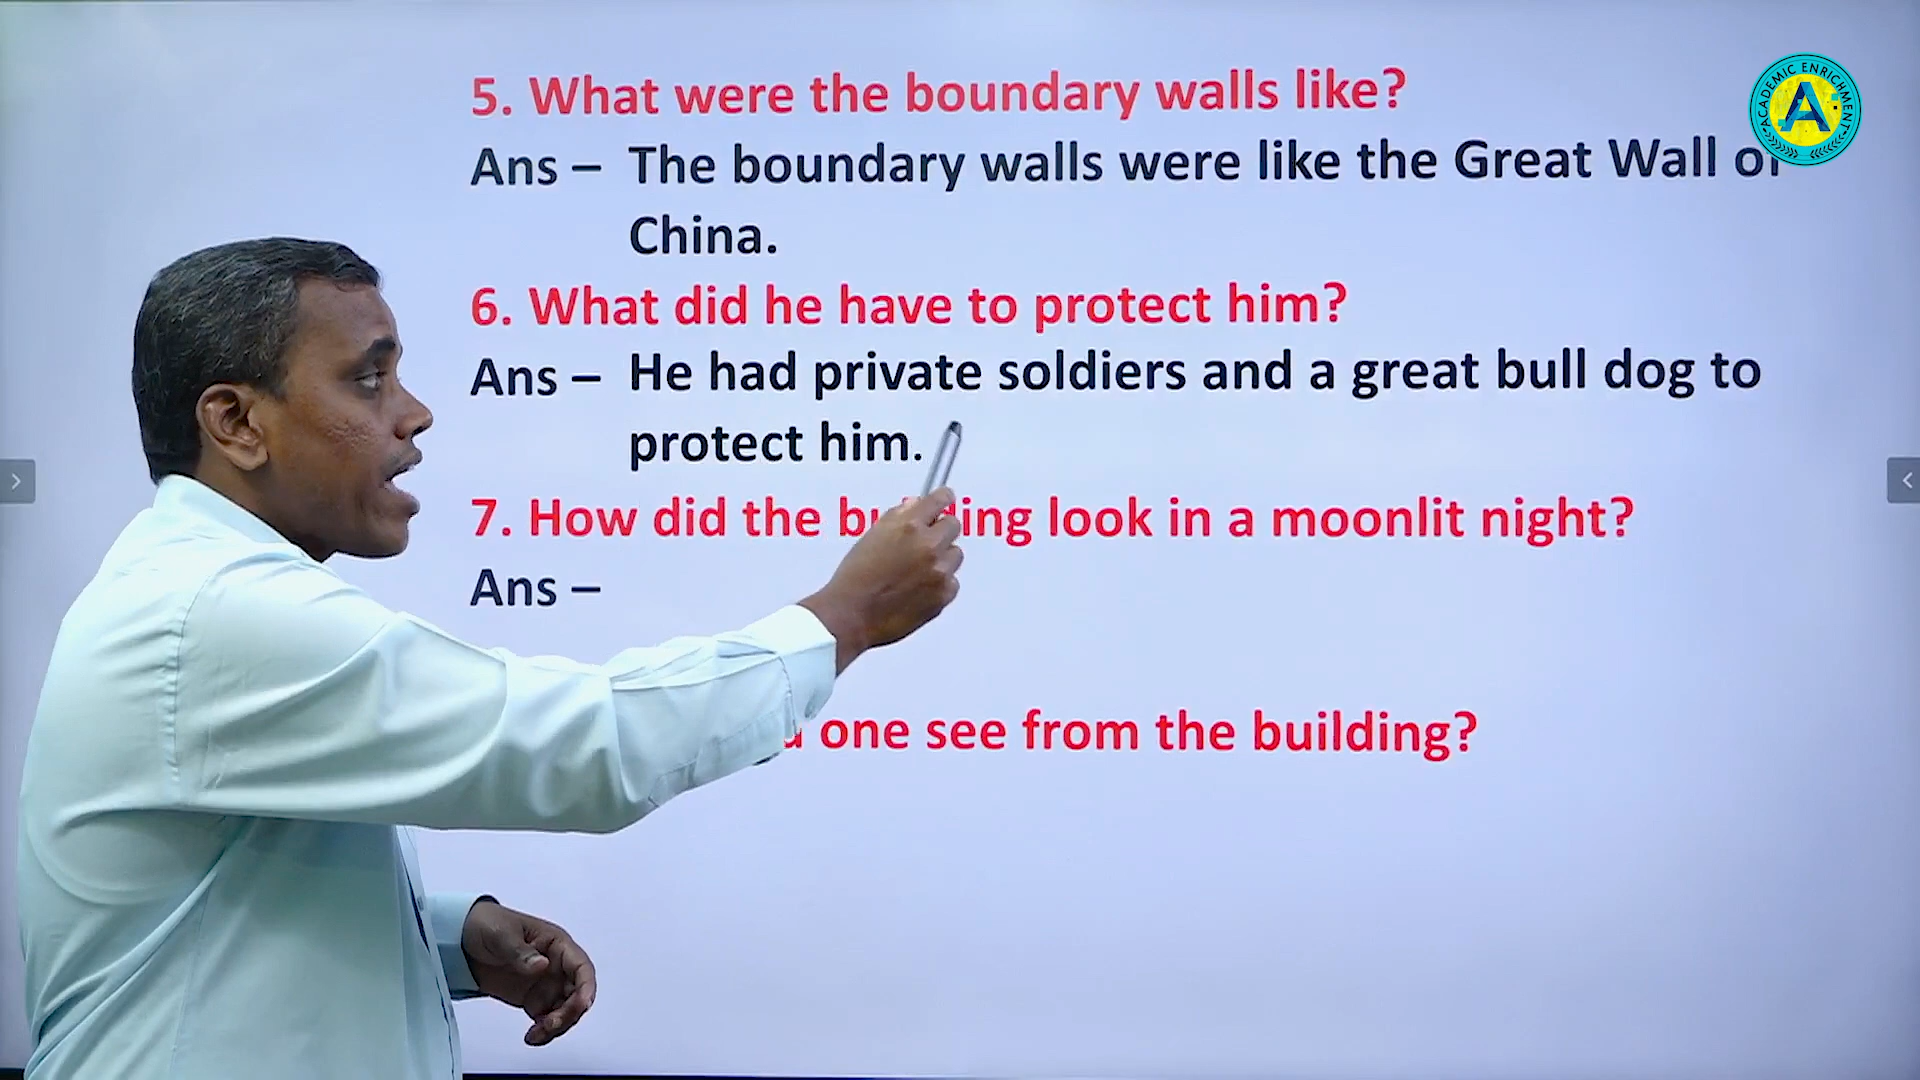 5. What were the boundary walls like?
Ans – The boundary walls were like the Great Wall of
China.
6. What did he have to protect him?
Ans – He had private soldiers and a great bull dog to
protect him.
7. How did the building look in a moonlit night?
Ans –
one see from the building?
ACADEMIC ENRICHMENT
A